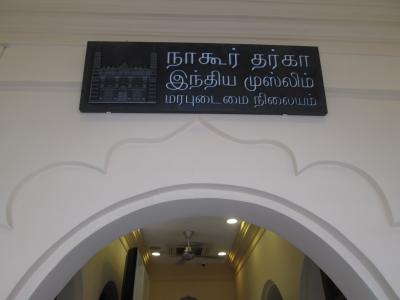 நாகூர் தர்கா
இந்திய முஸ்லிம்
மரபுடைமை நிலையம்